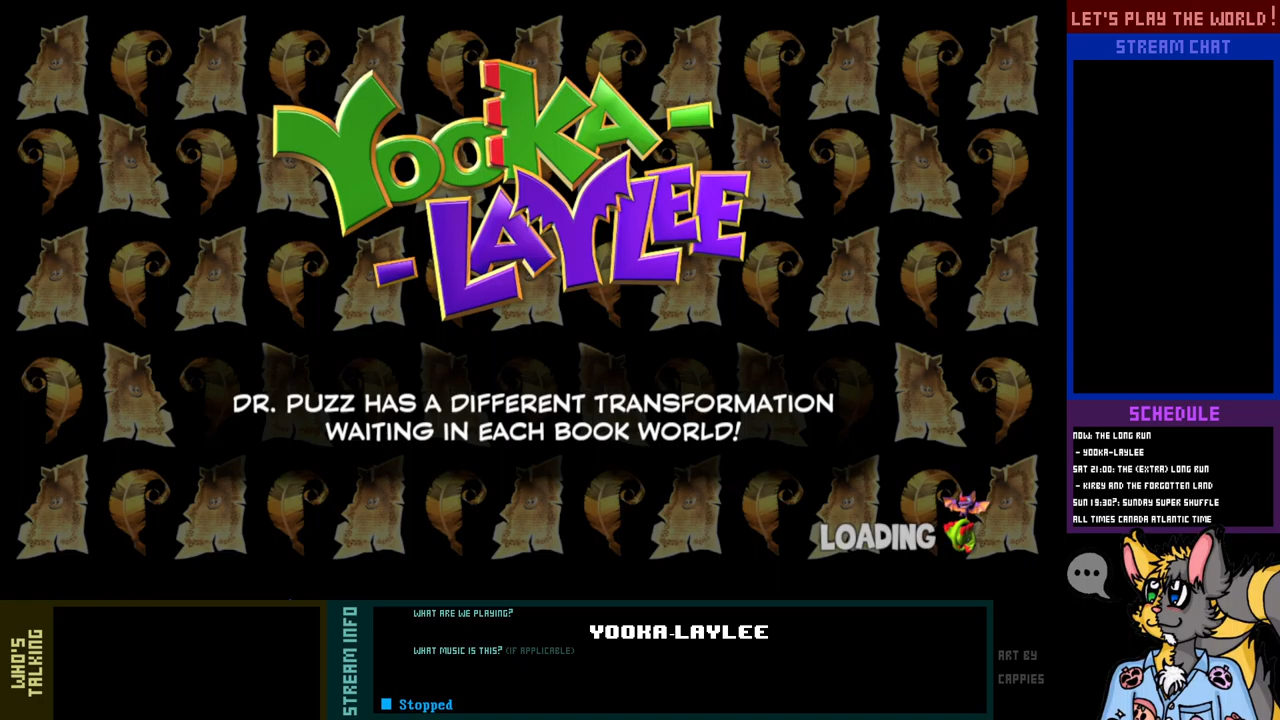 YOOKA-
-LAYLEE
DR. PUZZ HAS A DIFFERENT TRANSFORMATION
WAITING IN EACH BOOK WORLD!
LOADING
LET'S PLAY THE WORLD!
STREAM CHAT
SCHEDULE
NOW: THE LONG RUN
- YOOKA-LAYLEE
SAT 21:00: THE (EXTRA) LONG RUN
- KIRBY AND THE FORGOTTEN LAND
SUN 19:30?: SUNDAY SUPER SHUFFLE
ALL TIMES CANADA ATLANTIC TIME
WHO'S
TALKING
STREAM INFO
WHAT ARE WE PLAYING?
YOOKA-LAYLEE
WHAT MUSIC IS THIS? (IF APPLICABLE)
Stopped
ART BY
CAPPIES